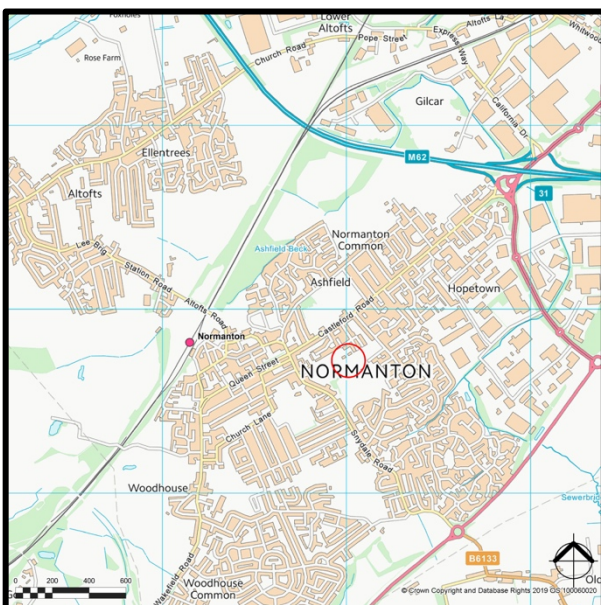 Foxholes
Lower
Altofts
Altofts La
Whitwood
Rose Farm
Church Road
Pope Street
Express Way
Gilcar
California Dr
Ellentrees
M62
Altofts
31
Normanton
Common
Lee Brig
Station Road
Ashfield Beck
Ashfield
Hopetown
Altofts Road
Castleford Road
Normanton
Queen Street
NORMANTON
Church Lane
Snydale Road
Woodhouse
Sewerbrid
Wakefield Road
B6133
Woodhouse
Common
Old
0 200 400 600
© Crown Copyright and Database Rights 2019 OS 100060020